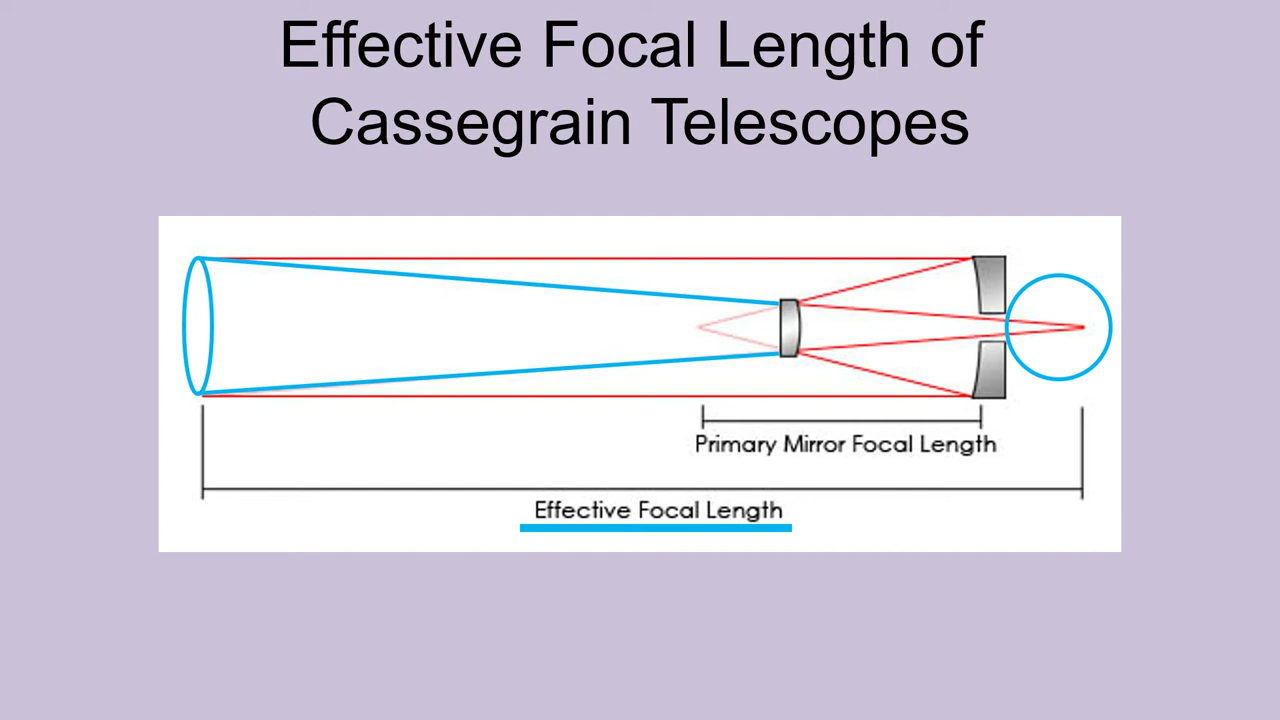 Effective Focal Length of
Cassegrain Telescopes
Primary Mirror Focal Length
Effective Focal Length